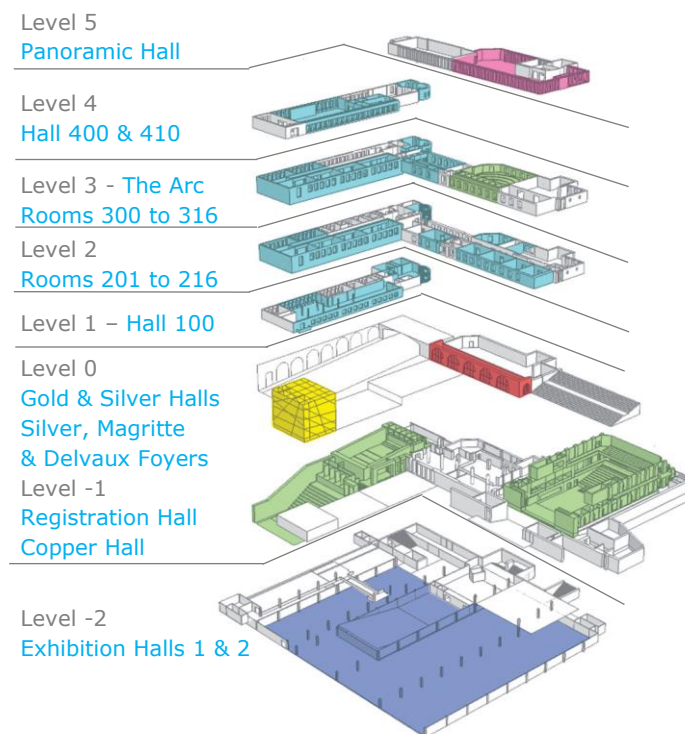 Level 5
Panoramic Hall
Level 4
Hall 400 & 410
Level 3 - The Arc
Rooms 300 to 316
Level 2
Rooms 201 to 216
Level 1 – Hall 100
Level 0
Gold & Silver Halls
Silver, Magritte
& Delvaux Foyers
Level -1
Registration Hall
Copper Hall
Level -2
Exhibition Halls 1 & 2